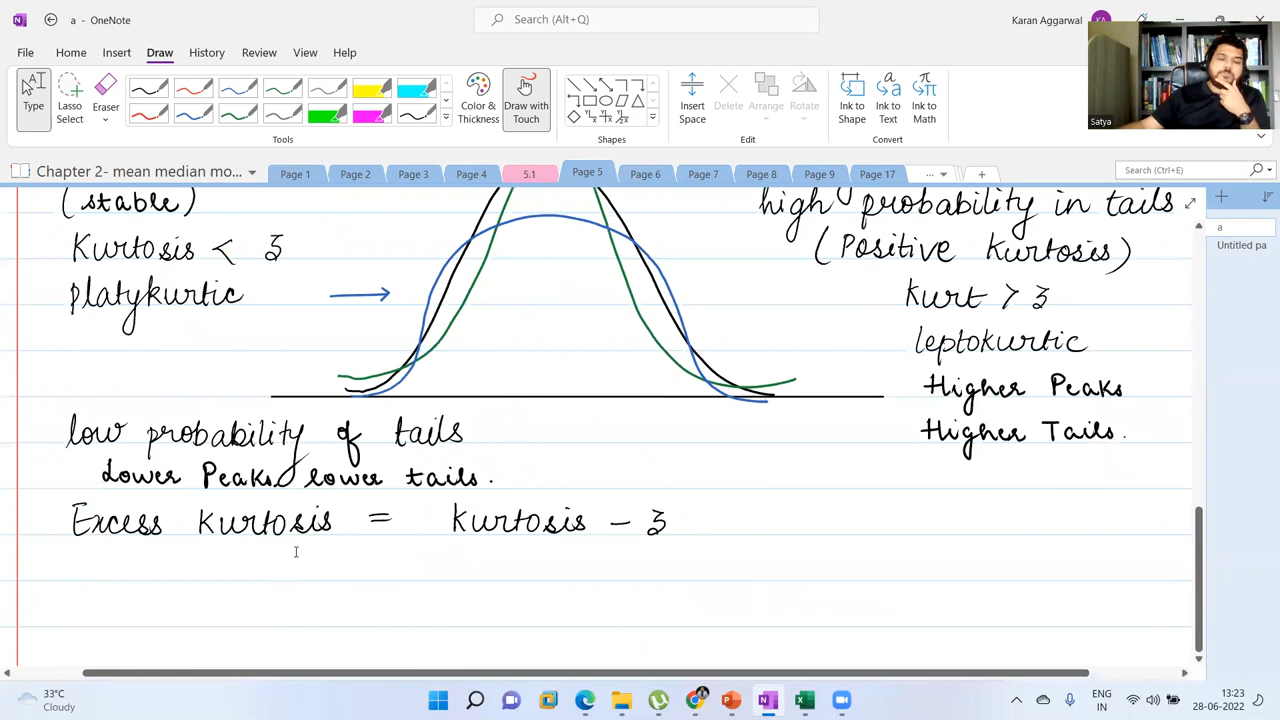 a - OneNote
Search (Alt+Q)
Karan Aggarwal
KA
File Home Insert Draw History Review View Help
Type
Lasso Select
Eraser
Color & Thickness
Draw with Touch
Insert Space
Delete
Arrange
Rotate
Ink to Shape
Ink to Text
Ink to Math
Tools
Shapes
Edit
Convert
Satya
Chapter 2- mean median mo...
Page 1 Page 2 Page 3 Page 4 5.1 Page 5 Page 6 Page 7 Page 8 Page 9 Page 17 ... +
Search (Ctrl+E)
a
Untitled pa
(stable)
Kurtosis < 3
platykurtic
high probability in tails
(Positive Kurtosis)
kurt > 3
leptokurtic
Higher Peaks
Higher Tails.
low probability of tails
Lower Peaks, lower tails.
Excess Kurtosis = Kurtosis - 3
33°C
Cloudy
ENG
IN
13:23
28-06-2022